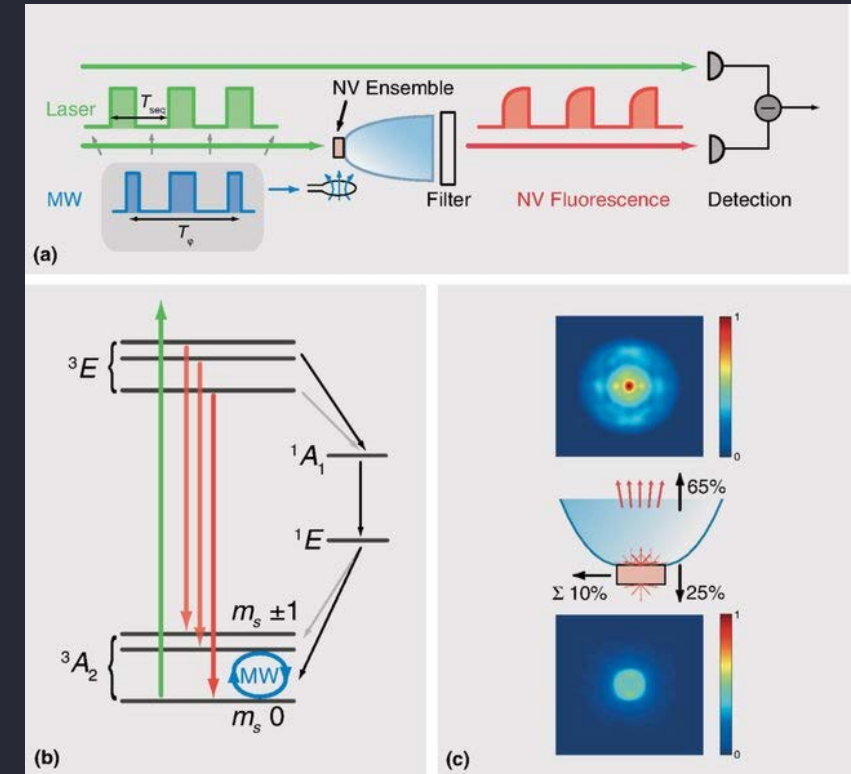 NV Ensemble
Laser
T_seq
MW
T_φ
Filter
NV Fluorescence
Detection
−
(a)
³E
¹A₁
¹E
m_s ±1
³A₂
MW
m_s 0
(b)
1
0
65%
Σ 10%
25%
1
0
(c)